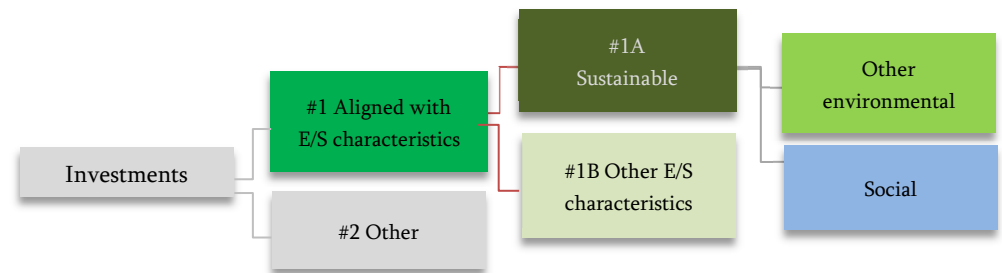 Investments
#1 Aligned with
E/S characteristics
#2 Other
#1A
Sustainable
#1B Other E/S
characteristics
Other
environmental
Social